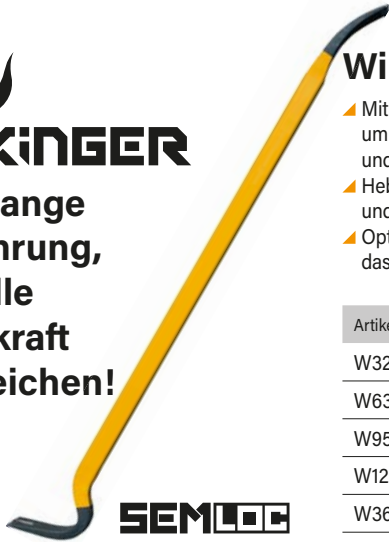 KINGER
ange
hrung,
lle
kraft
eichen!
SEMLOC
Wi
Mit
um
und
Heb
und
Opt
das
Artike
W32
W63
W95
W12
W36